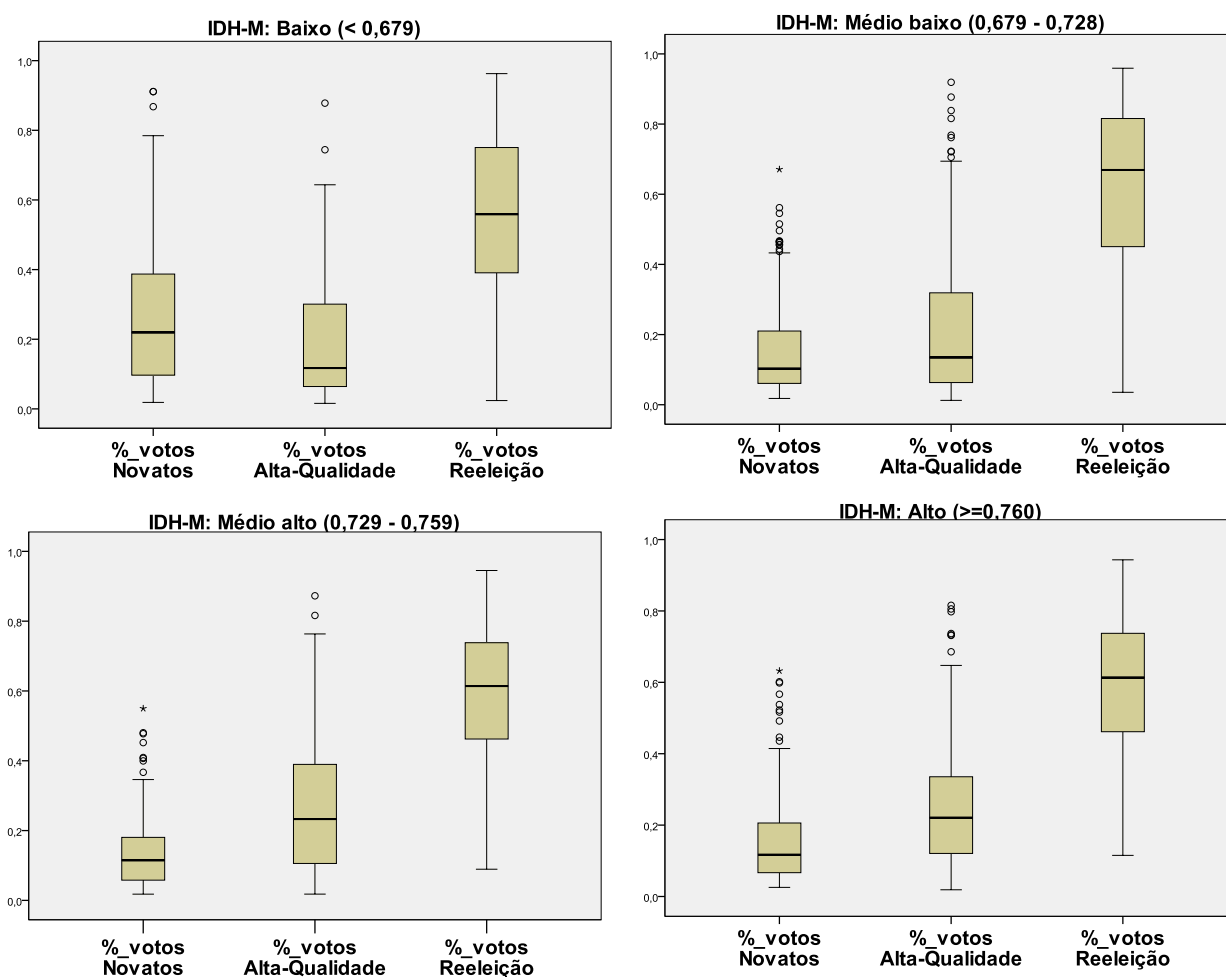 IDH-M: Baixo (< 0,679)
1,0
0,8
0,6
0,4
0,2
0,0
%_votos
Novatos
%_votos
Alta-Qualidade
%_votos
Reeleição
IDH-M: Médio baixo (0,679 - 0,728)
1,0
0,8
0,6
0,4
0,2
0,0
%_votos
Novatos
%_votos
Alta-Qualidade
%_votos
Reeleição
IDH-M: Médio alto (0,729 - 0,759)
1,0
0,8
0,6
0,4
0,2
0,0
%_votos
Novatos
%_votos
Alta-Qualidade
%_votos
Reeleição
IDH-M: Alto (>=0,760)
1,0
0,8
0,6
0,4
0,2
0,0
%_votos
Novatos
%_votos
Alta-Qualidade
%_votos
Reeleição